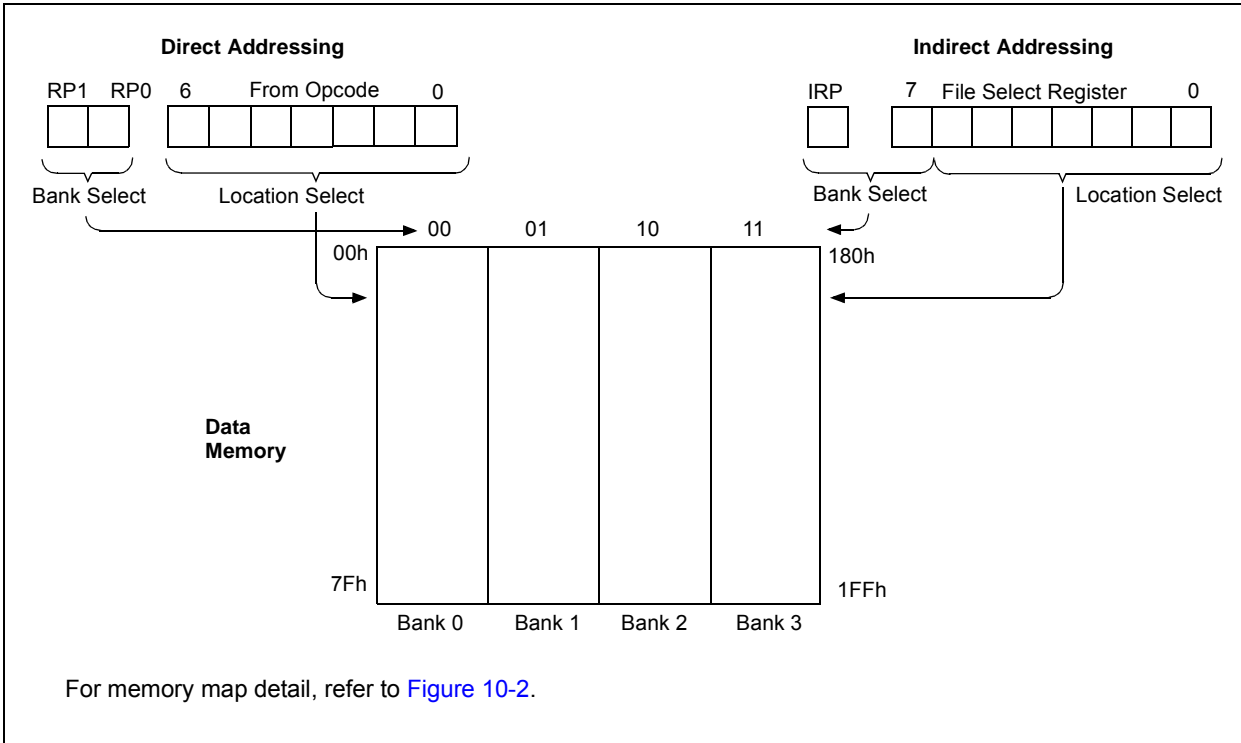 Direct Addressing
Indirect Addressing
RP1 RP0 6 From Opcode 0
IRP 7 File Select Register 0
Bank Select Location Select
Bank Select Location Select
00 01 10 11
00h
180h
Data
Memory
7Fh
1FFh
Bank 0 Bank 1 Bank 2 Bank 3
For memory map detail, refer to Figure 10-2.